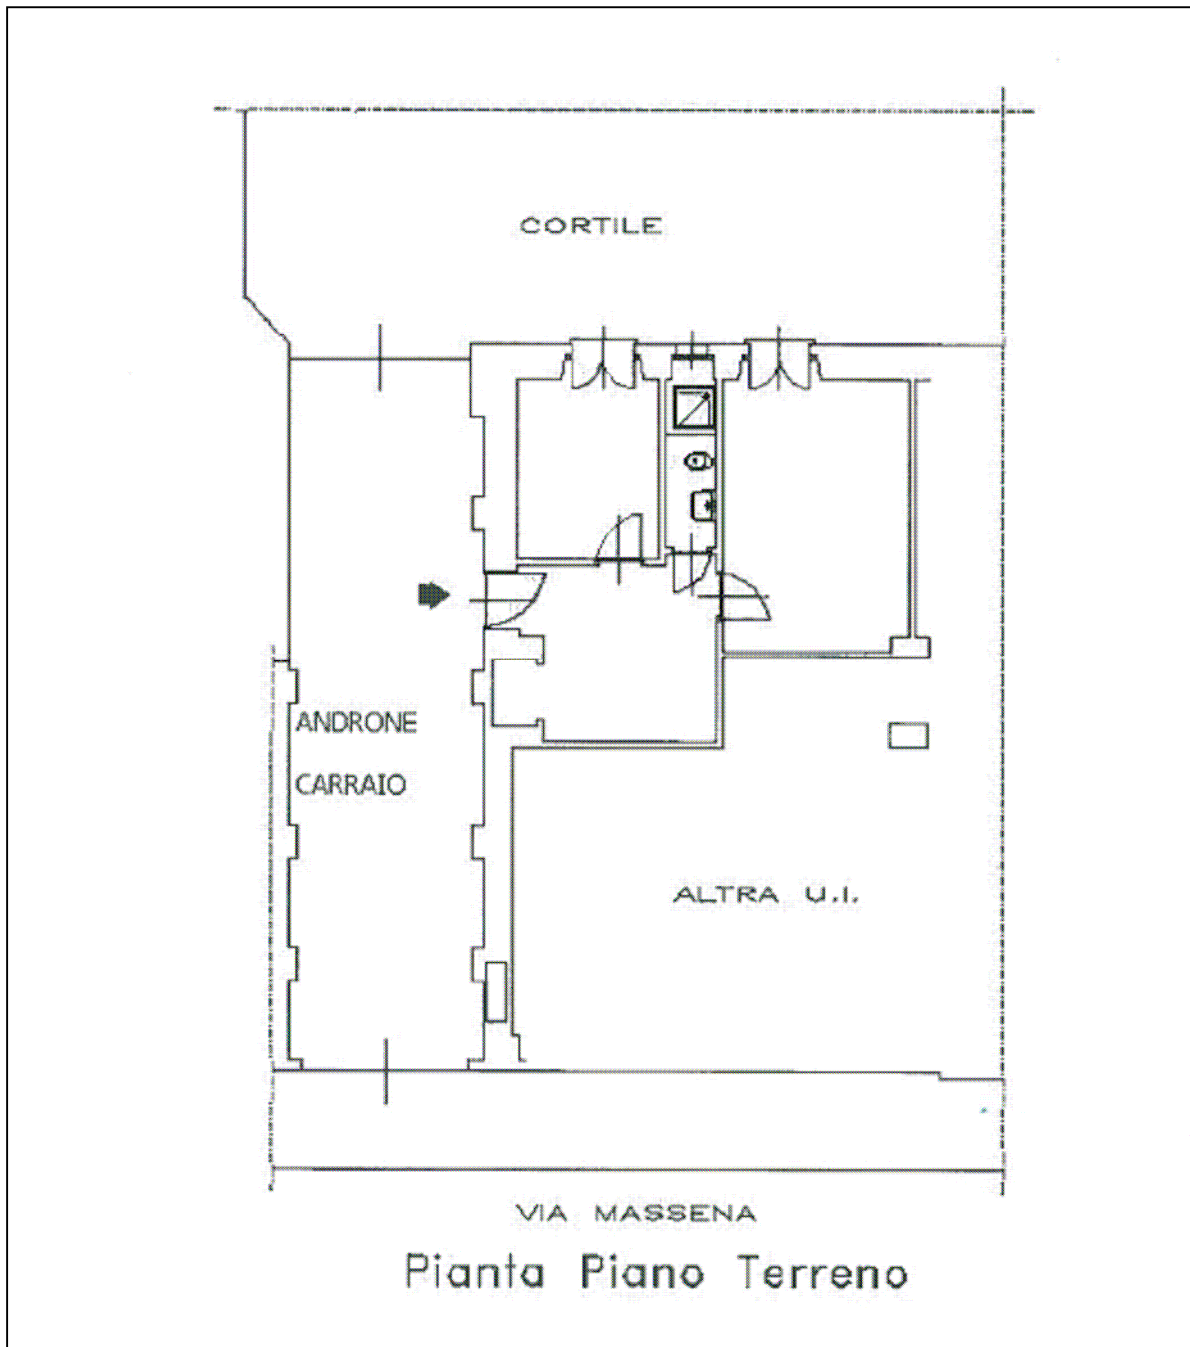 CORTILE
ANDRONE
CARRAIO
ALTRA U.I.
VIA MASSENA
Pianta Piano Terreno